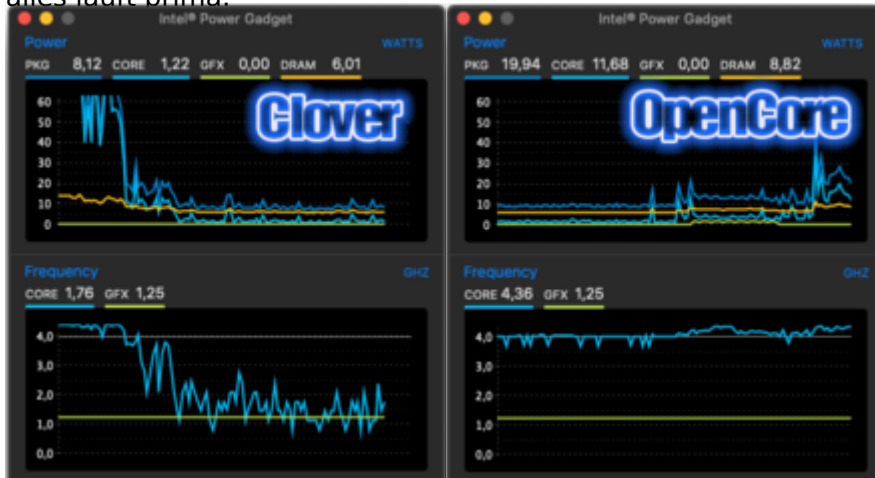 alles läuft prima.
Intel® Power Gadget
Power WATTS
PKG 8,12 CORE 1,22 GFX 0,00 DRAM 6,01
60
50
40
30
20
10
0
Clover
Frequency GHZ
CORE 1,76 GFX 1,25
4,0
3,0
2,0
1,0
0,0
Intel® Power Gadget
Power WATTS
PKG 19,94 CORE 11,68 GFX 0,00 DRAM 8,82
60
50
40
30
20
10
0
OpenCore
Frequency GHZ
CORE 4,36 GFX 1,25
4,0
3,0
2,0
1,0
0,0